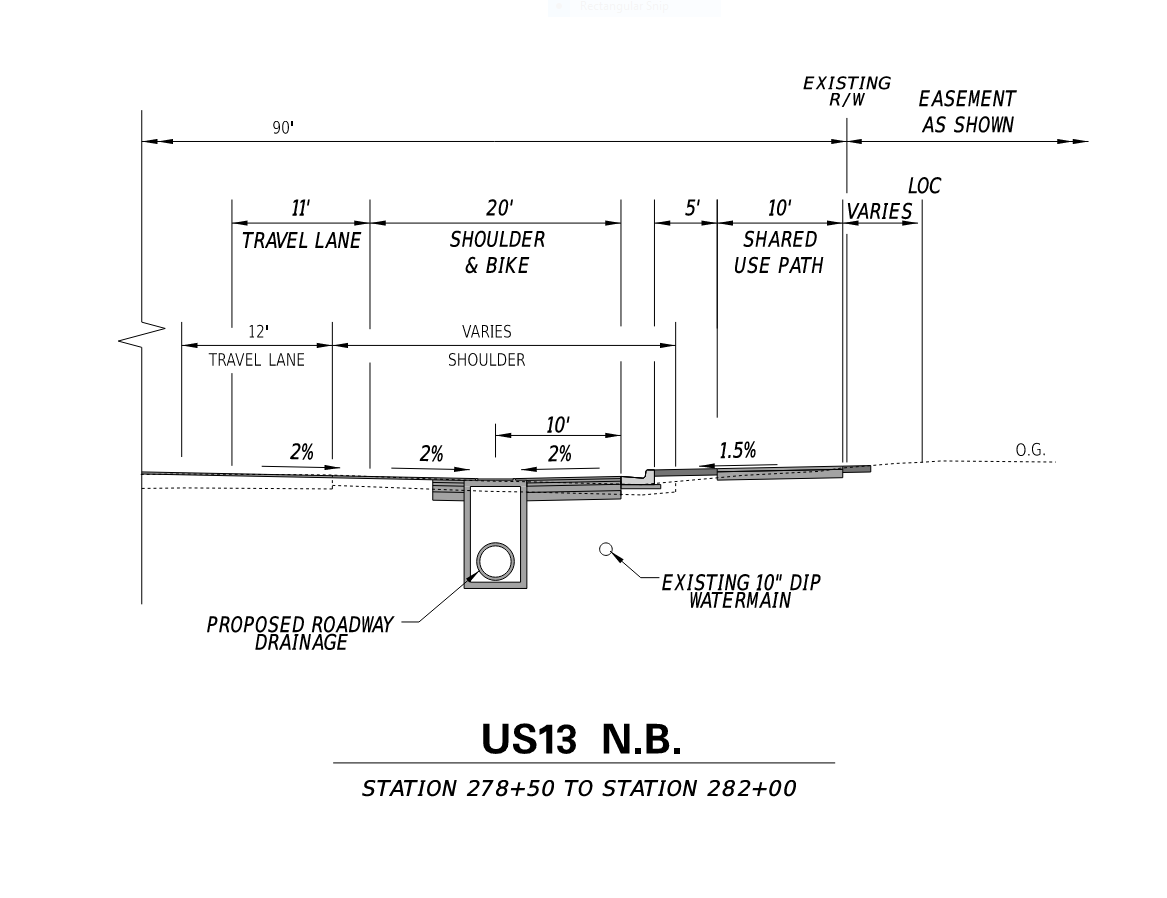 Rectangular Snip
EXISTING
R/W
EASEMENT
AS SHOWN
90'
LOC
11'
20'
5'
10'
VARIES
TRAVEL LANE
SHOULDER
& BIKE
SHARED
USE PATH
12'
VARIES
TRAVEL LANE
SHOULDER
10'
2%
2%
2%
1.5%
O.G.
EXISTING 10" DIP
WATERMAIN
PROPOSED ROADWAY
DRAINAGE
US13 N.B.
STATION 278+50 TO STATION 282+00